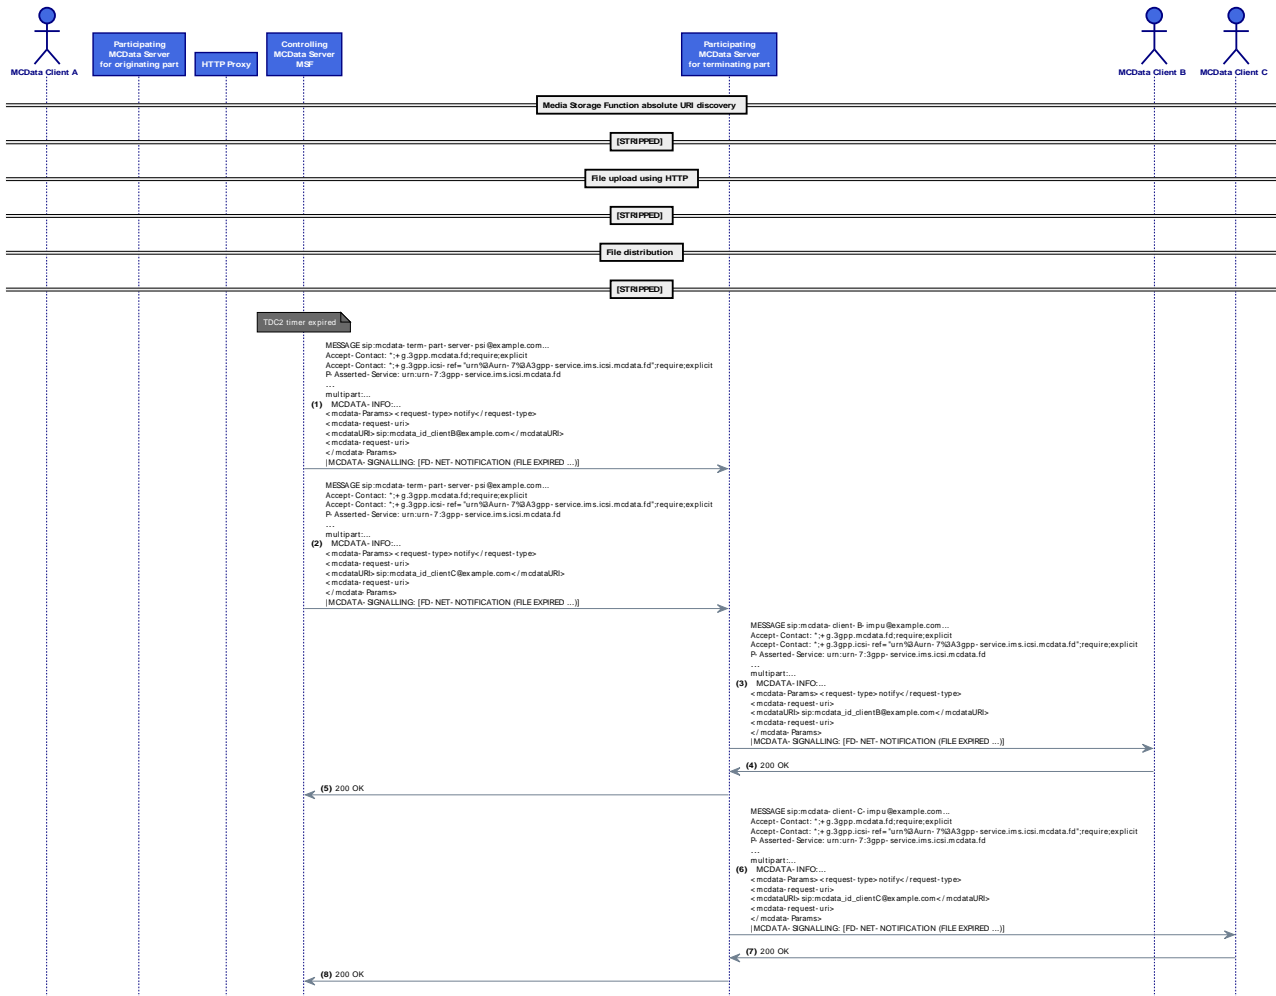 MCData Client A
Participating
MCData Server
for originating part
HTTP Proxy
Controlling
MCData Server
MSF
Participating
MCData Server
for terminating part
MCData Client B
MCData Client C
Media Storage Function absolute URI discovery
[STRIPPED]
File upload using HTTP
[STRIPPED]
File distribution
[STRIPPED]
TDC2 timer expired
MESSAGE sip:mcdata-term-part-server-psi@example.com...
Accept-Contact: *;+g.3gpp.mcdata.fd;require;explicit
Accept-Contact: *;+g.3gpp.icsi-ref="urn%3Aurn-7%3A3gpp-service.ims.icsi.mcdata.fd";require;explicit
P-Asserted-Service: urn:urn-7:3gpp-service.ims.icsi.mcdata.fd
...
multipart:...
(1) MCDATA-INFO:...
<mcdata-Params><request-type>notify</request-type>
<mcdata-request-uri>
<mcdataURI>sip:mcdata_id_clientB@example.com</mcdataURI>
<mcdata-request-uri>
</mcdata-Params>
|MCDATA-SIGNALLING: [FD-NET-NOTIFICATION (FILE EXPIRED ...)]
MESSAGE sip:mcdata-term-part-server-psi@example.com...
Accept-Contact: *;+g.3gpp.mcdata.fd;require;explicit
Accept-Contact: *;+g.3gpp.icsi-ref="urn%3Aurn-7%3A3gpp-service.ims.icsi.mcdata.fd";require;explicit
P-Asserted-Service: urn:urn-7:3gpp-service.ims.icsi.mcdata.fd
...
multipart:...
(2) MCDATA-INFO:...
<mcdata-Params><request-type>notify</request-type>
<mcdata-request-uri>
<mcdataURI>sip:mcdata_id_clientC@example.com</mcdataURI>
<mcdata-request-uri>
</mcdata-Params>
|MCDATA-SIGNALLING: [FD-NET-NOTIFICATION (FILE EXPIRED ...)]
MESSAGE sip:mcdata-client-B-impu@example.com...
Accept-Contact: *;+g.3gpp.mcdata.fd;require;explicit
Accept-Contact: *;+g.3gpp.icsi-ref="urn%3Aurn-7%3A3gpp-service.ims.icsi.mcdata.fd";require;explicit
P-Asserted-Service: urn:urn-7:3gpp-service.ims.icsi.mcdata.fd
...
multipart:...
(3) MCDATA-INFO:...
<mcdata-Params><request-type>notify</request-type>
<mcdata-request-uri>
<mcdataURI>sip:mcdata_id_clientB@example.com</mcdataURI>
<mcdata-request-uri>
</mcdata-Params>
|MCDATA-SIGNALLING: [FD-NET-NOTIFICATION (FILE EXPIRED ...)]
(4) 200 OK
(5) 200 OK
MESSAGE sip:mcdata-client-C-impu@example.com...
Accept-Contact: *;+g.3gpp.mcdata.fd;require;explicit
Accept-Contact: *;+g.3gpp.icsi-ref="urn%3Aurn-7%3A3gpp-service.ims.icsi.mcdata.fd";require;explicit
P-Asserted-Service: urn:urn-7:3gpp-service.ims.icsi.mcdata.fd
...
multipart:...
(6) MCDATA-INFO:...
<mcdata-Params><request-type>notify</request-type>
<mcdata-request-uri>
<mcdataURI>sip:mcdata_id_clientC@example.com</mcdataURI>
<mcdata-request-uri>
</mcdata-Params>
|MCDATA-SIGNALLING: [FD-NET-NOTIFICATION (FILE EXPIRED ...)]
(7) 200 OK
(8) 200 OK